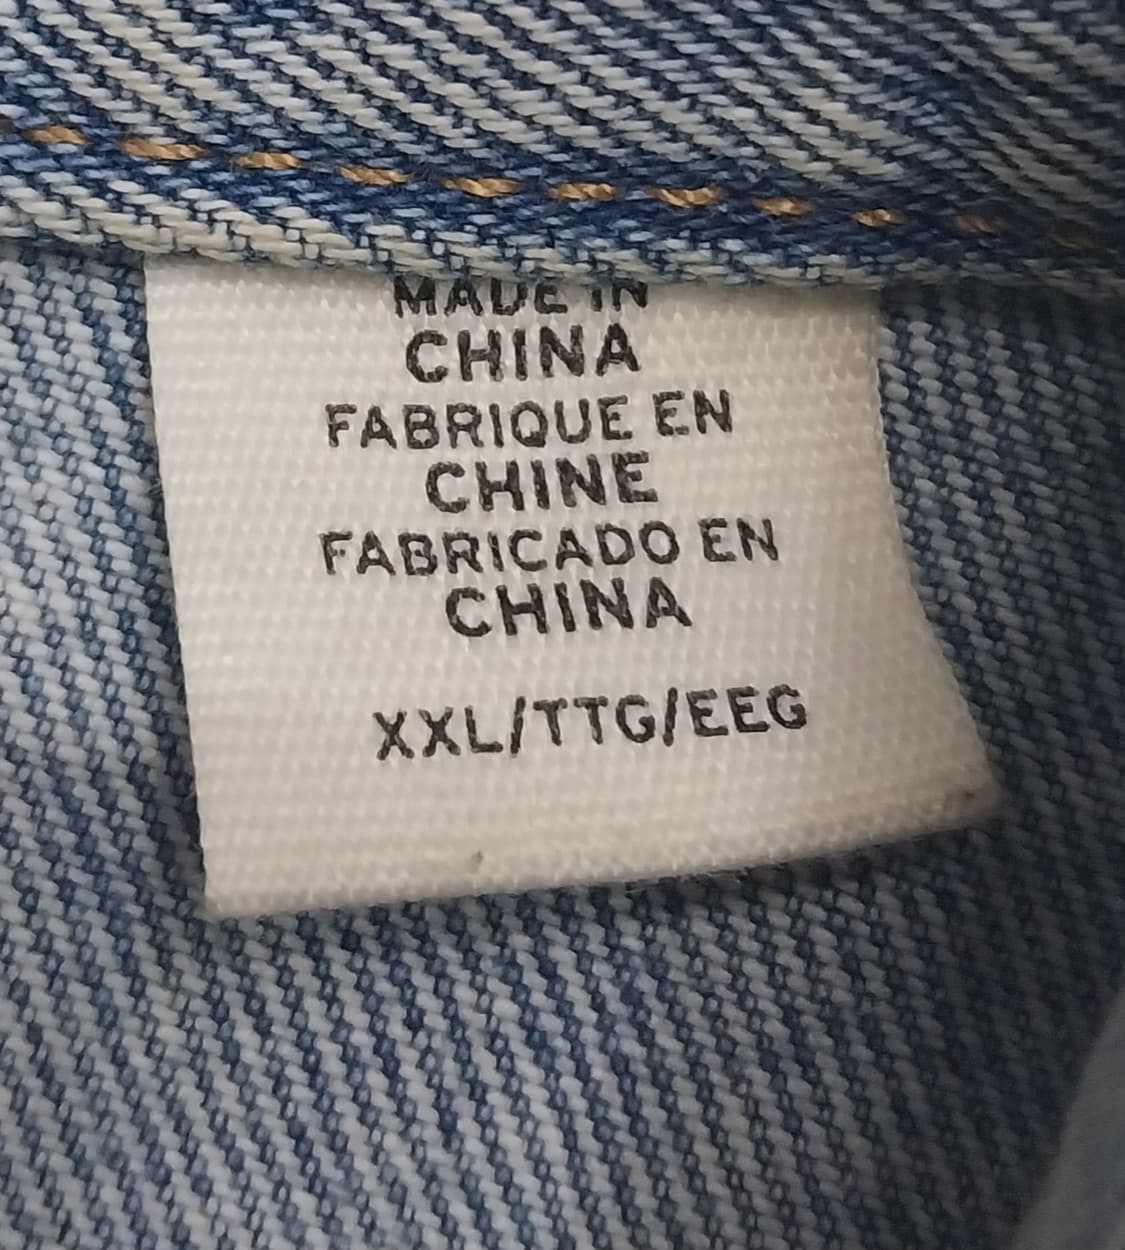 MADE IN
CHINA
FABRIQUE EN
CHINE
FABRICADO EN
CHINA
XXL/TTG/EEG